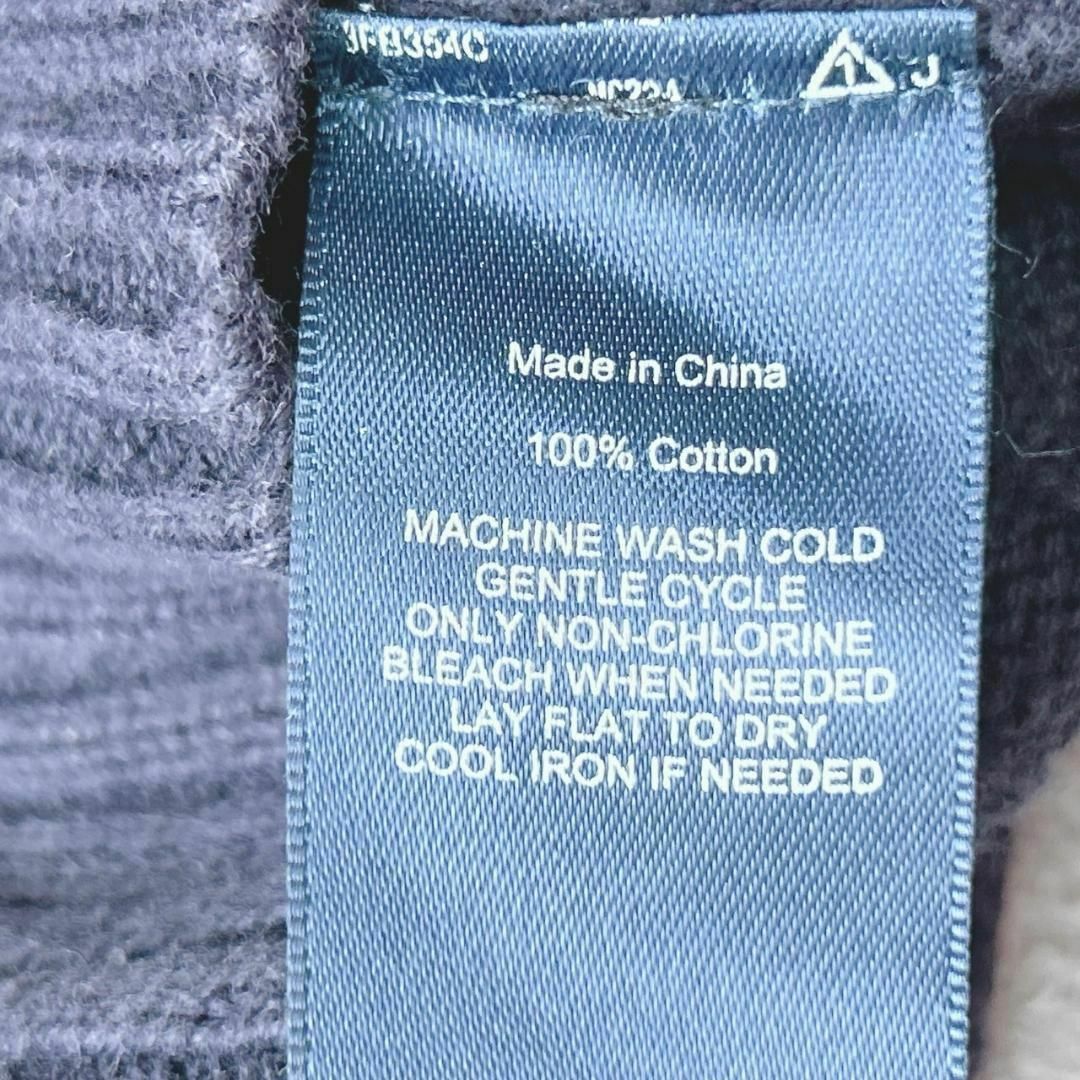 1 J
Made in China
100% Cotton
MACHINE WASH COLD
GENTLE CYCLE
ONLY NON-CHLORINE
BLEACH WHEN NEEDED
LAY FLAT TO DRY
COOL IRON IF NEEDED